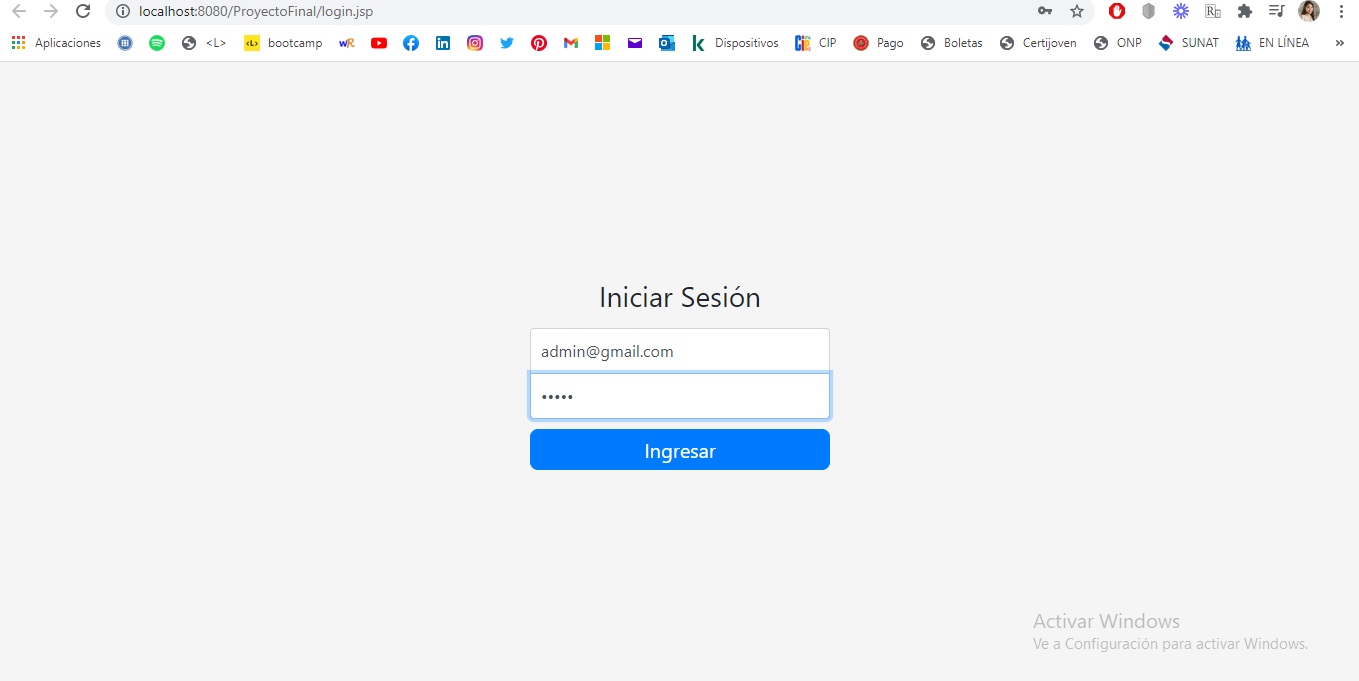 localhost:8080/ProyectoFinal/login.jsp
Aplicaciones <L> bootcamp Dispositivos CIP Pago Boletas Certijoven ONP SUNAT EN LÍNEA »
Iniciar Sesión
admin@gmail.com
•••••
Ingresar
Activar Windows
Ve a Configuración para activar Windows.